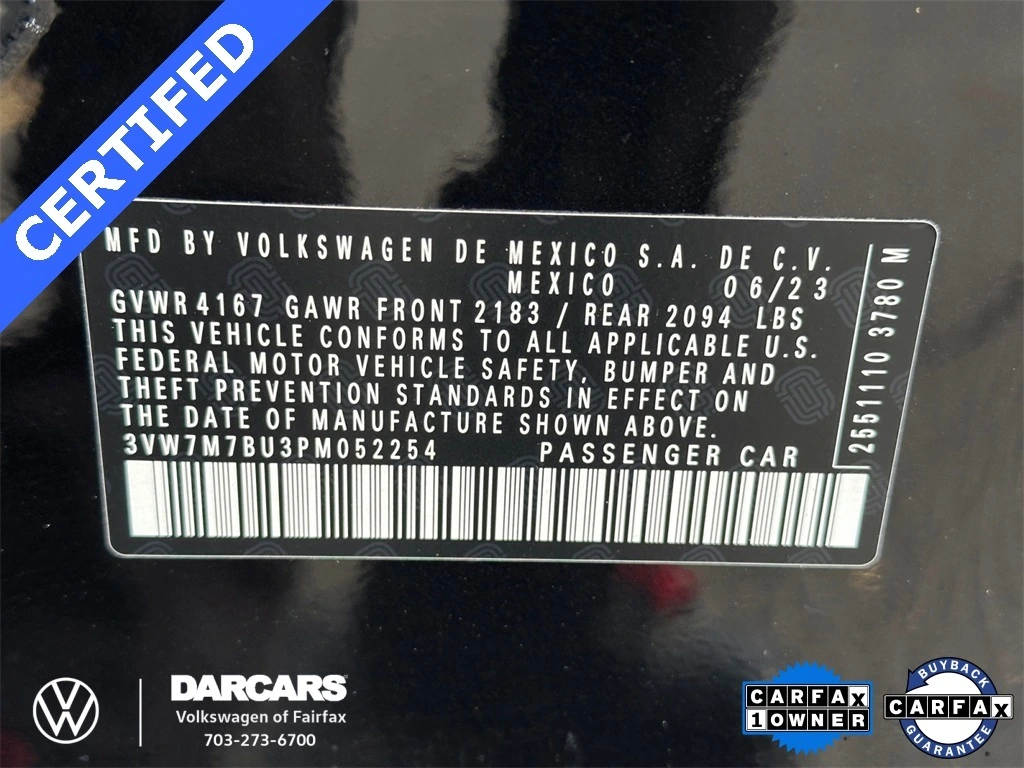 CERTIFED
MFD BY VOLKSWAGEN DE MEXICO S.A. DE C.V.
MEXICO 06/23
GVWR 4167 GAWR FRONT 2183 / REAR 2094 LBS
THIS VEHICLE CONFORMS TO ALL APPLICABLE U.S.
FEDERAL MOTOR VEHICLE SAFETY, BUMPER AND
THEFT PREVENTION STANDARDS IN EFFECT ON
THE DATE OF MANUFACTURE SHOWN ABOVE.
3VW7M7BU3PM052254 PASSENGER CAR
2551110 3780 M
DARCARS
Volkswagen of Fairfax
703-273-6700
CARFAX
1 OWNER
BUYBACK
CARFAX
GUARANTEE